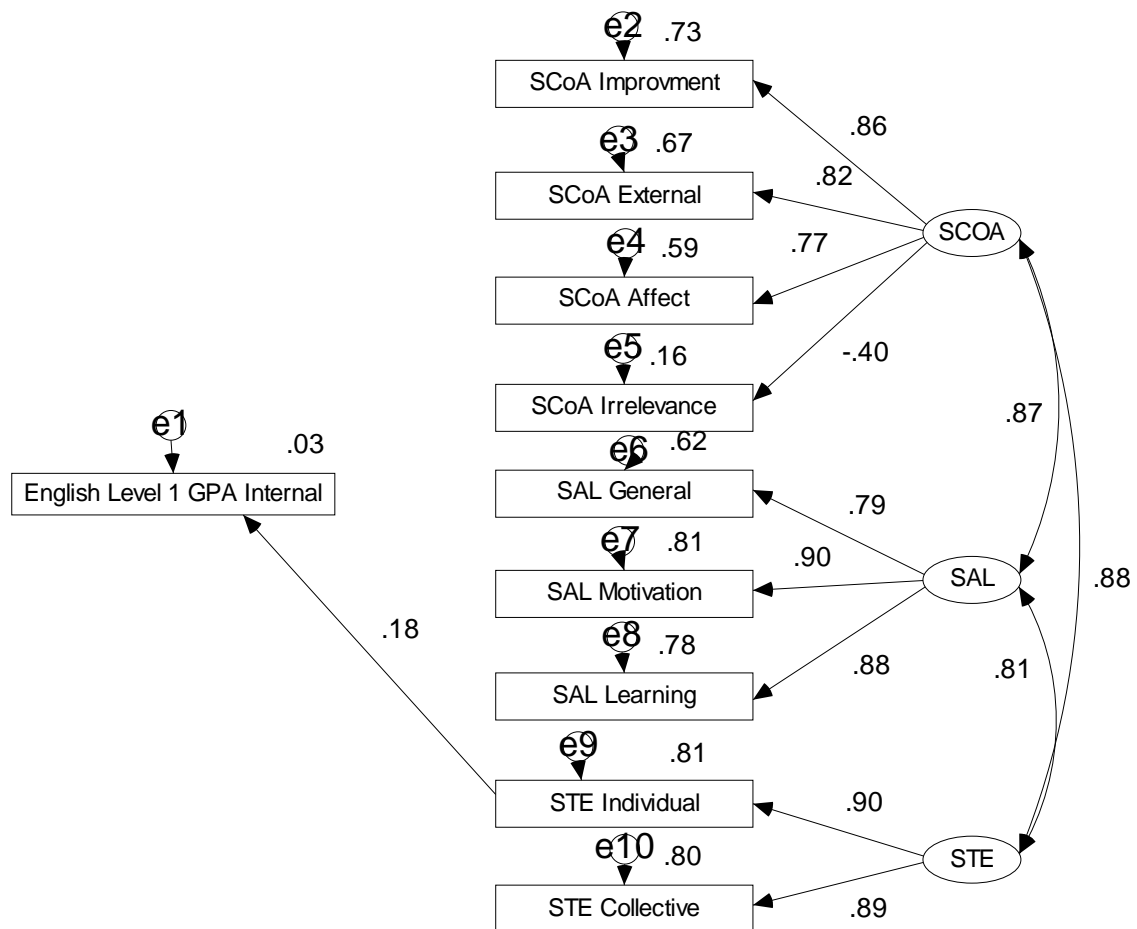 e2 .73
SCoA Improvment
.86
e3 .67
SCoA External
.82
SCOA
e4 .59
SCoA Affect
.77
e5 .16
SCoA Irrelevance
-.40
.87
e1 .03
English Level 1 GPA Internal
e6 .62
SAL General
.79
e7 .81
SAL Motivation
.90
SAL
.88
.18
e8 .78
SAL Learning
.88
.81
e9 .81
STE Individual
.90
e10 .80
STE
STE Collective
.89